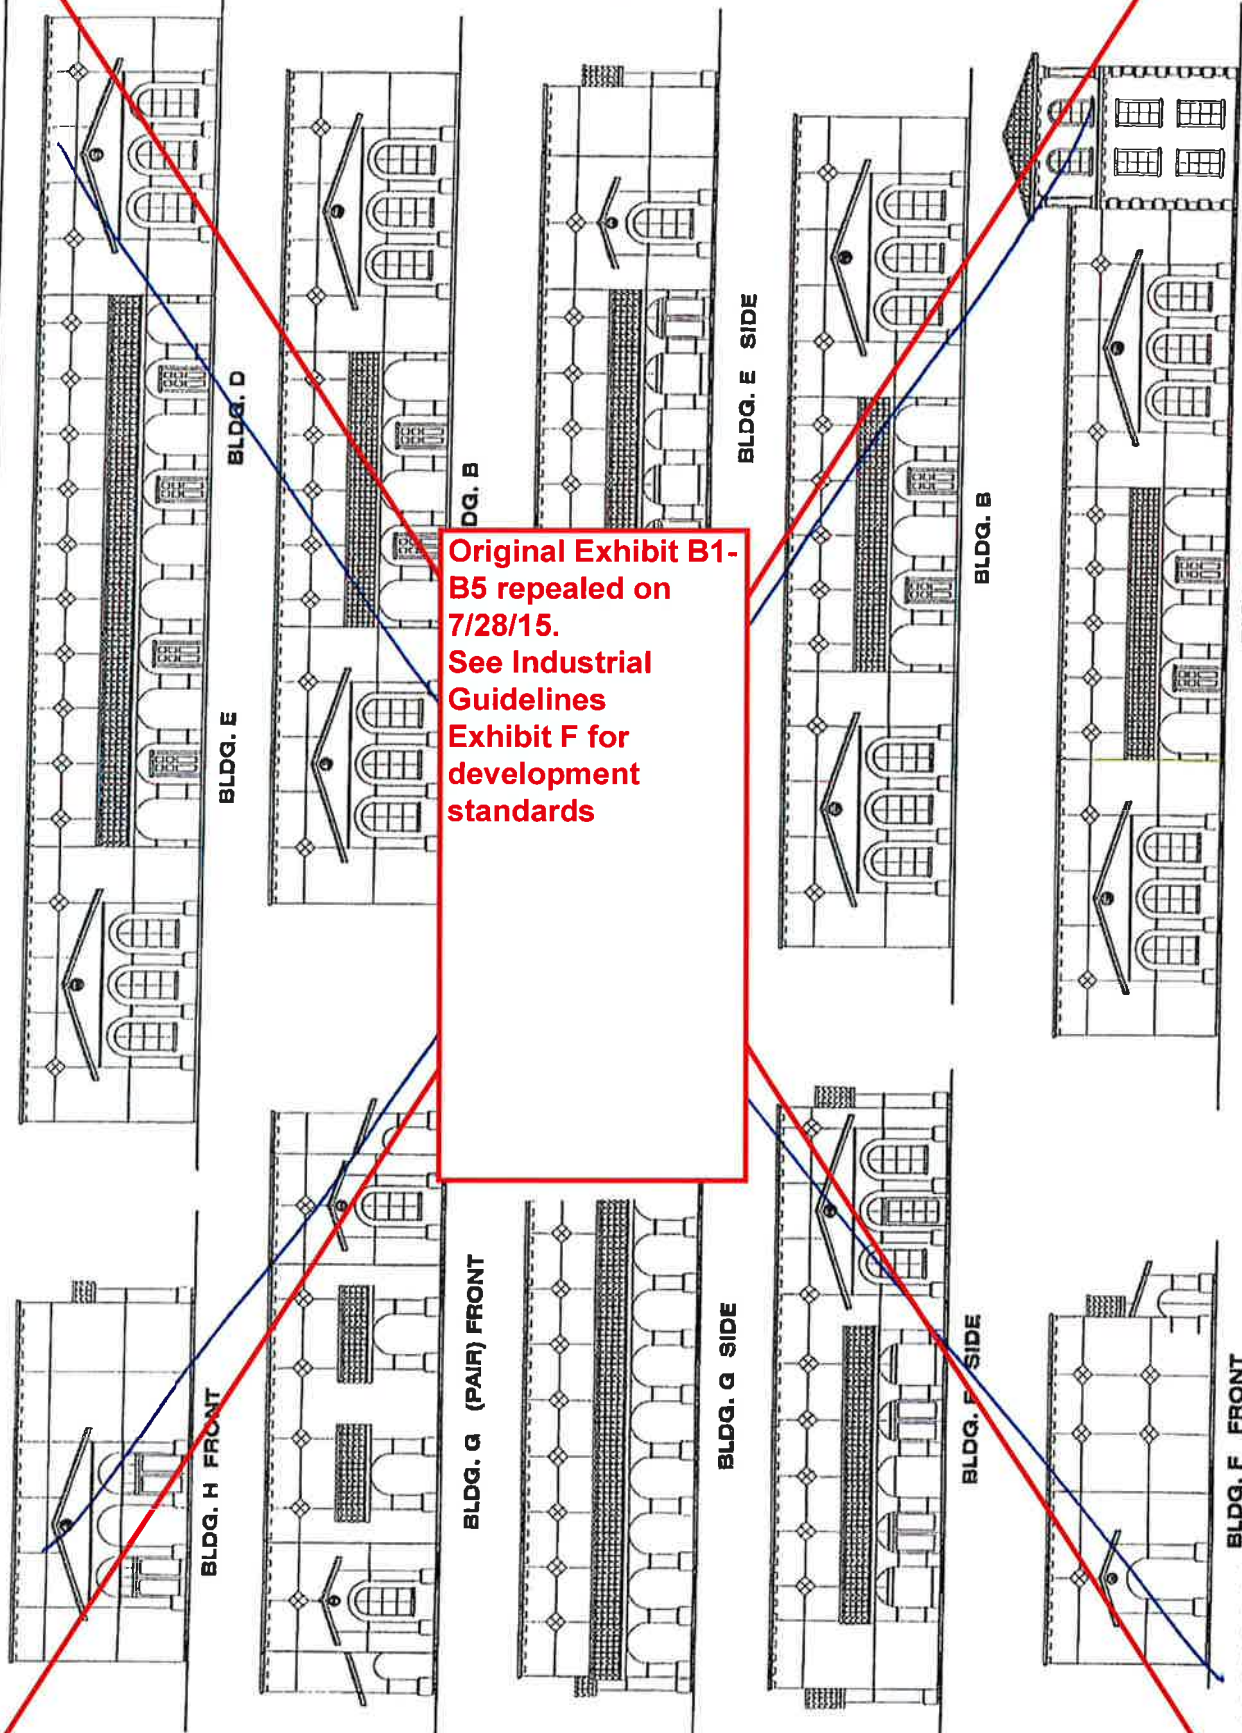 BLDG. D
BLDG. E
DG. B
BLDG. E SIDE
BLDG. B
Original Exhibit B1-
B5 repealed on
7/28/15.
See Industrial
Guidelines
Exhibit F for
development
standards
BLDG. H FRONT
BLDG. G (PAIR) FRONT
BLDG. G SIDE
BLDG. F SIDE
BLDG. F FRONT